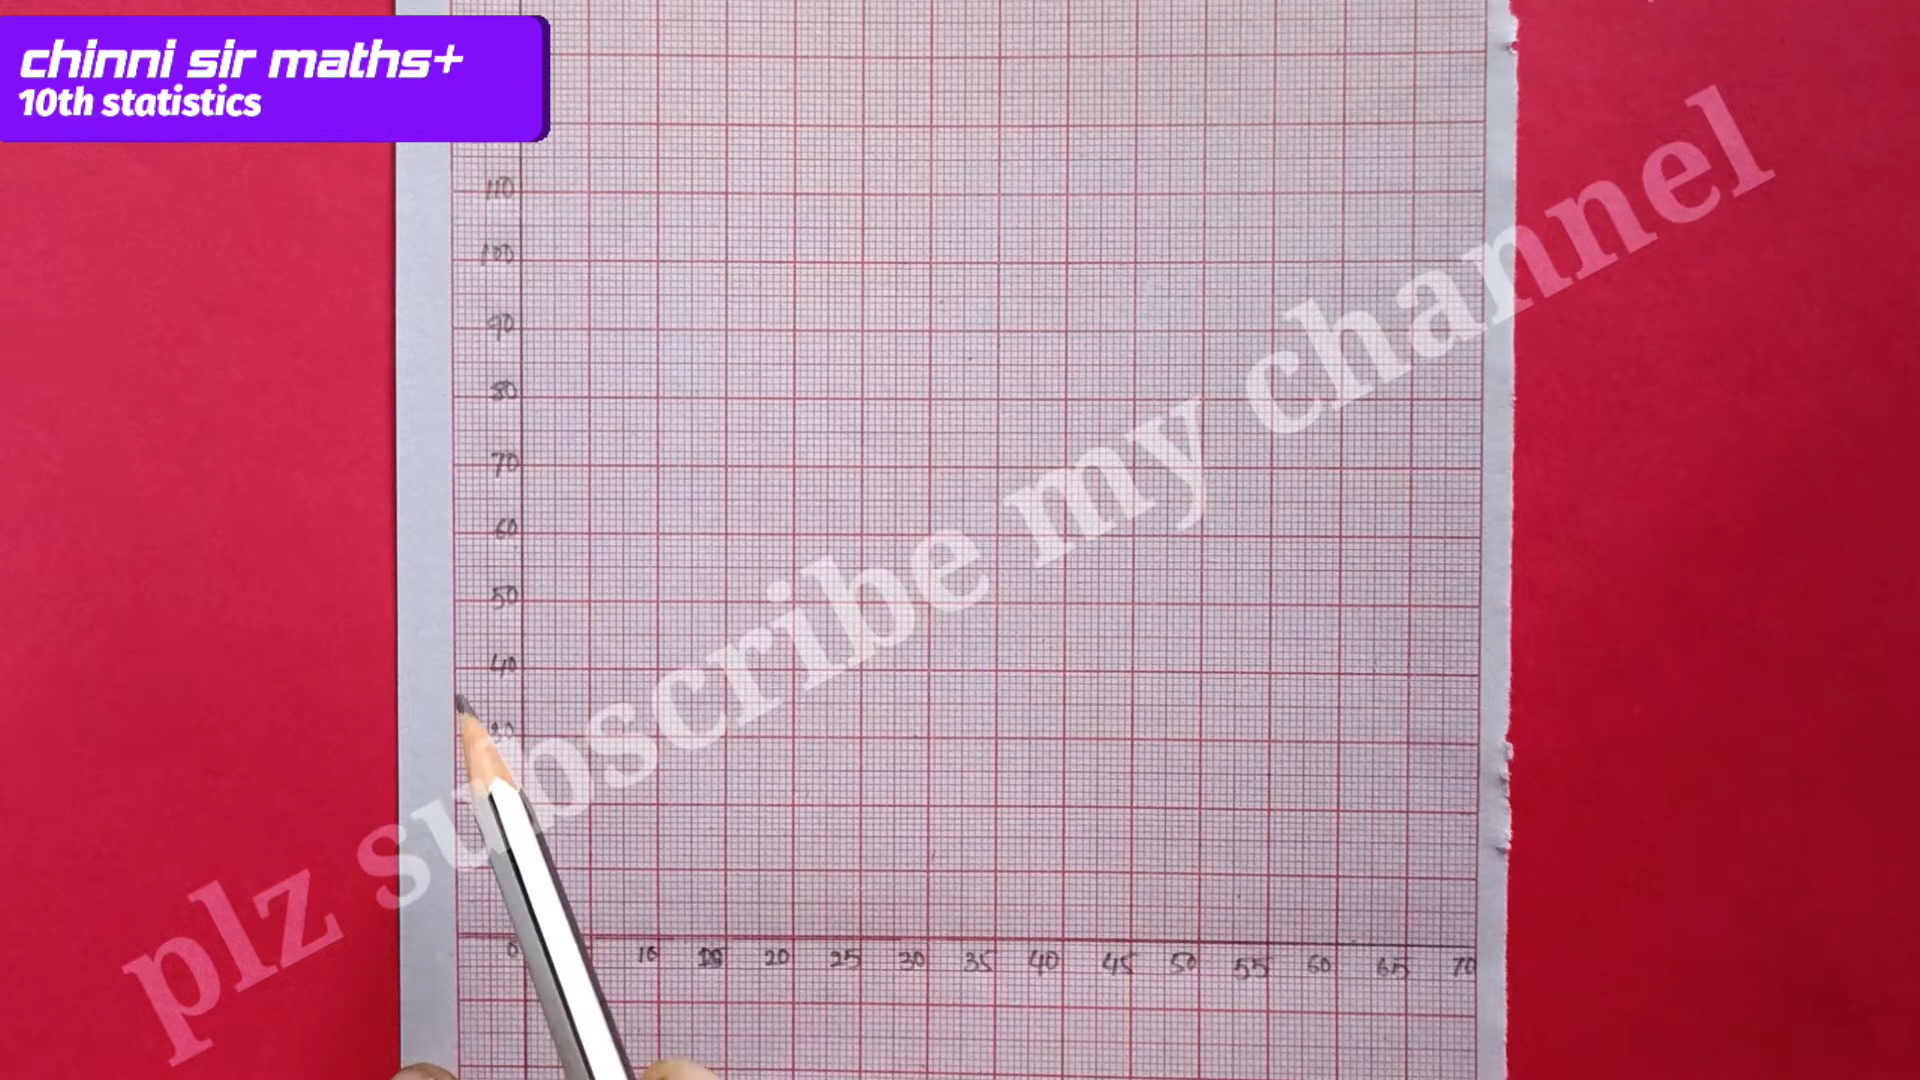 chinni sir maths+
10th statistics
plz subscribe my channel
110
100
90
80
70
60
50
40
30
0 10 15 20 25 30 35 40 45 50 55 60 65 70